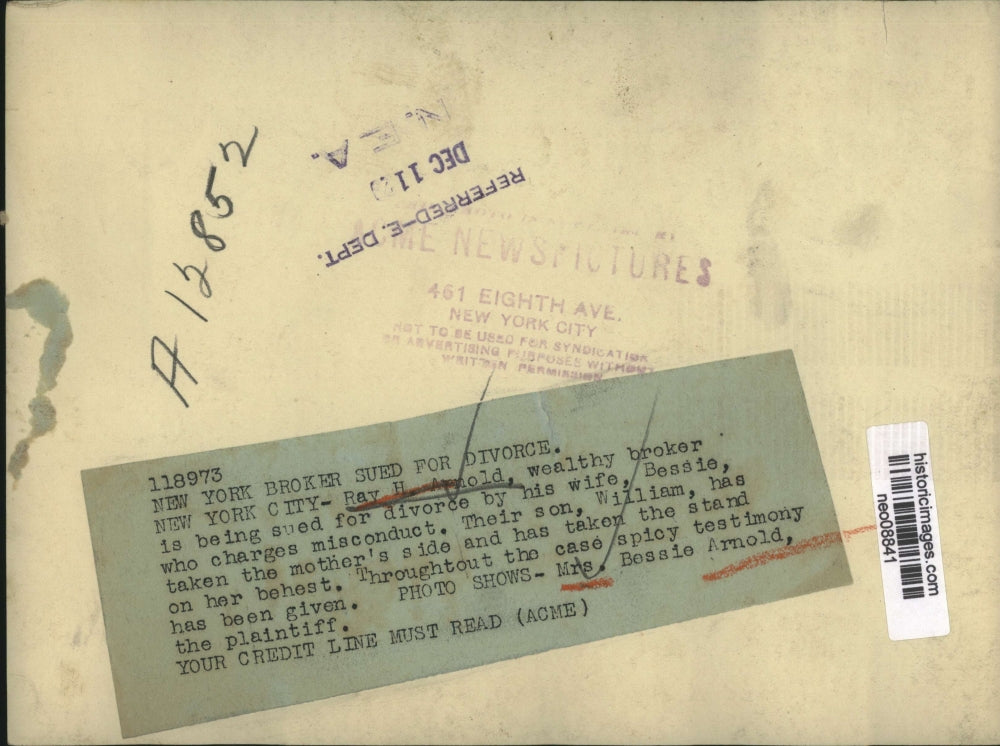 A 12852
N.E.A.
DEC 11
REFERRED-E. DEPT.
ACME NEWSPICTURES
461 EIGHTH AVE.
NEW YORK CITY
NOT TO BE USED FOR SYNDICATION
OR ADVERTISING PURPOSES WITHOUT
WRITTEN PERMISSION
118973
NEW YORK BROKER SUED FOR DIVORCE.
NEW YORK CITY- Ray H. Arnold, wealthy broker
is being sued for divorce by his wife, Bessie,
who charges misconduct. Their son, William, has
taken the mother's side and has taken the stand
on her behest. Throughtout the case spicy testimony
has been given. PHOTO SHOWS- Mrs. Bessie Arnold,
the plaintiff.
YOUR CREDIT LINE MUST READ (ACME)
historicimages.com
neo08841